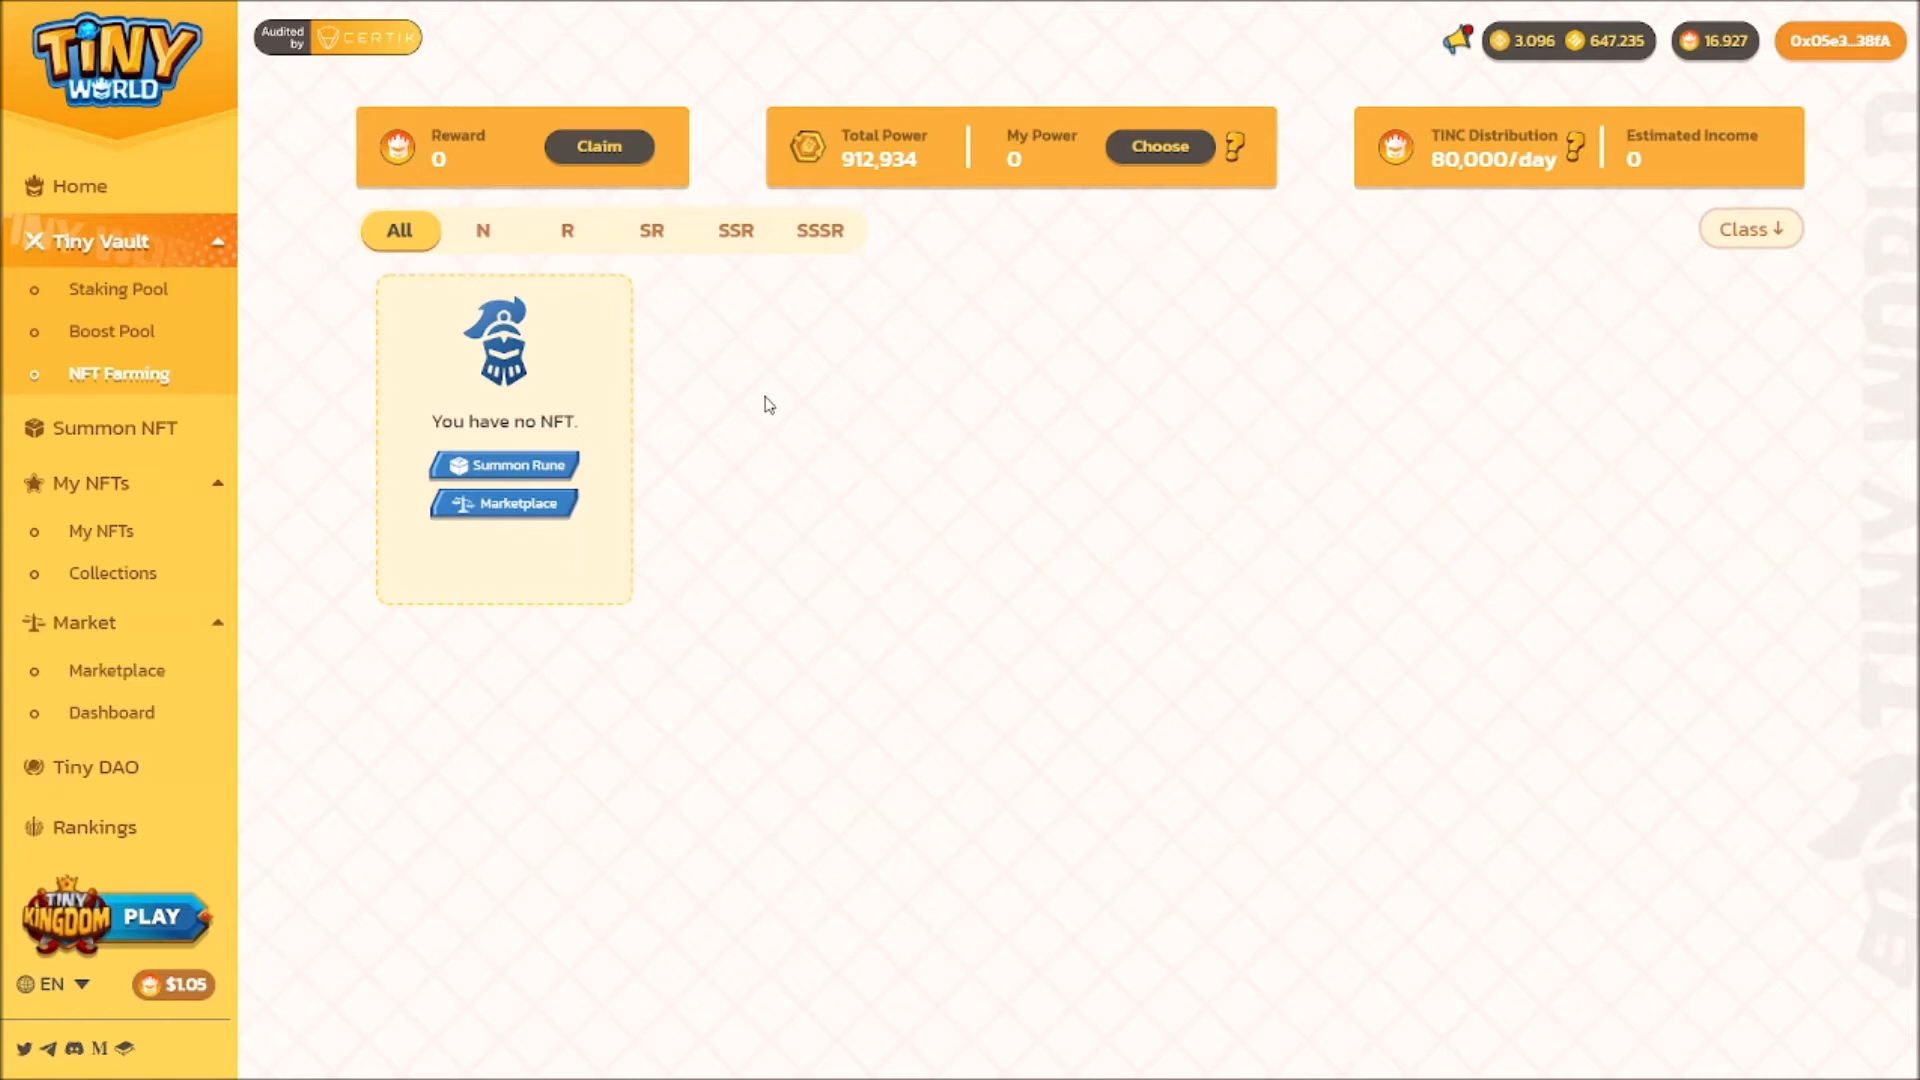 TINY
WORLD
Audited
by
CERTIK
3.096
647.235
16.927
0x05e3...38fA
Reward
0
Claim
Total Power
912,934
My Power
0
Choose
TINC Distribution
80,000/day
Estimated Income
0
All
N
R
SR
SSR
SSSR
Class
You have no NFT.
Summon Rune
Marketplace
Home
Tiny Vault
Staking Pool
Boost Pool
NFT Farming
Summon NFT
My NFTs
My NFTs
Collections
Market
Marketplace
Dashboard
Tiny DAO
Rankings
TINY
KINGDOM
PLAY
EN
$1.05
M